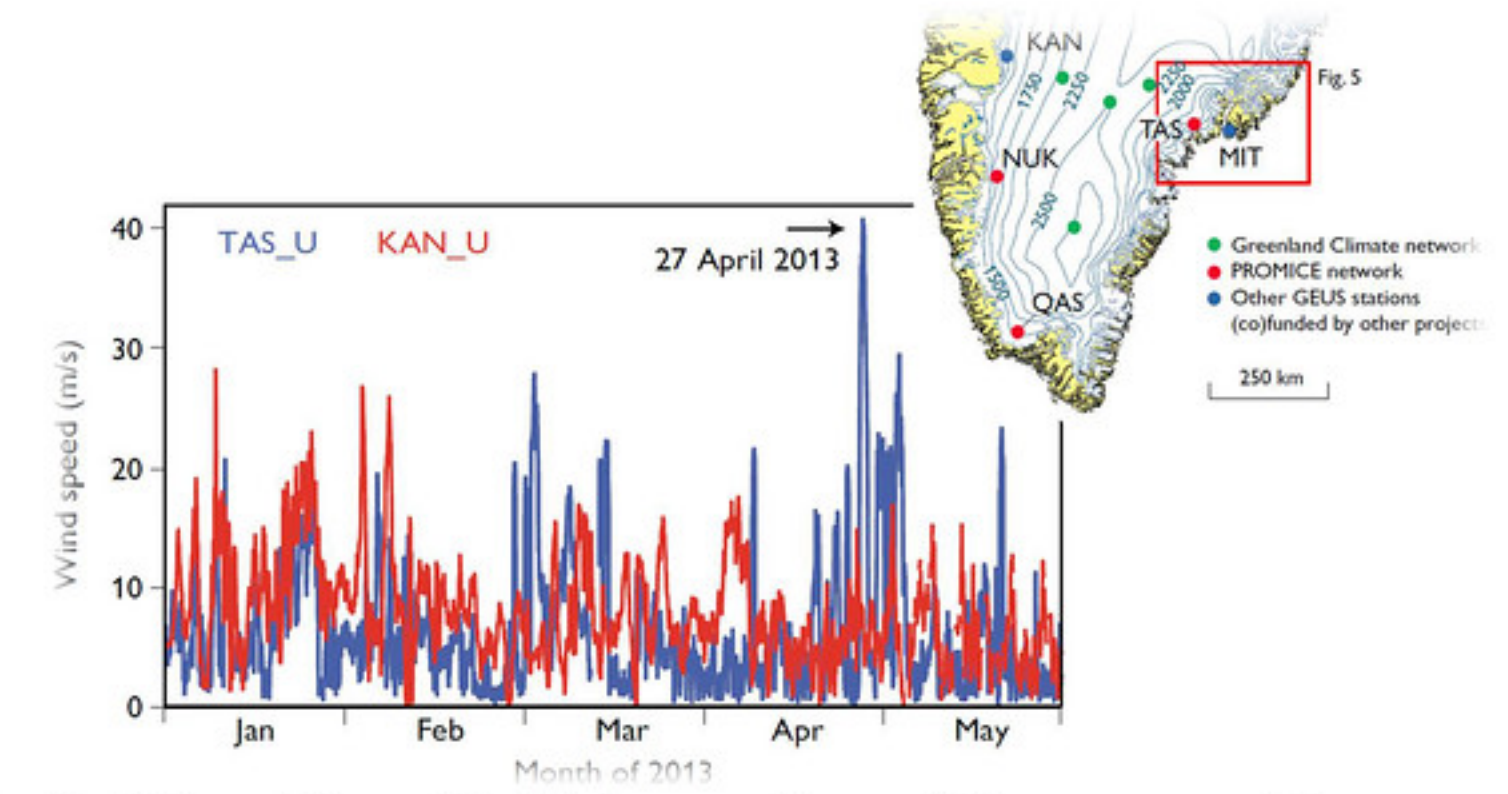 KAN
1750
2250
2250
2000
Fig. 5
TAS
MIT
NUK
2500
1500
QAS
Greenland Climate network
PROMICE network
Other GEUS stations
(co)funded by other projects
250 km
TAS_U KAN_U
27 April 2013
40
30
20
10
0
Wind speed (m/s)
Jan Feb Mar Apr May
Month of 2013